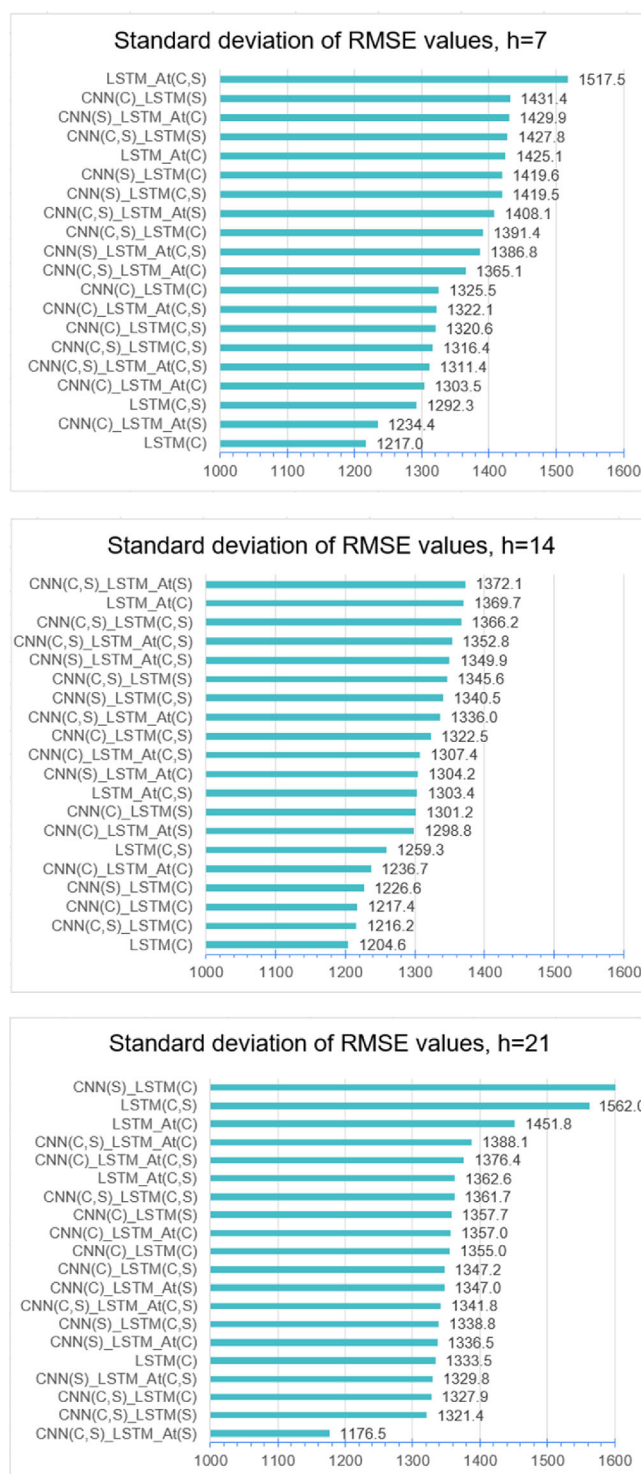 Standard deviation of RMSE values, h=7
LSTM_At(C,S) 1517.5
CNN(C)_LSTM(S) 1431.4
CNN(S)_LSTM_At(C) 1429.9
CNN(C,S)_LSTM(S) 1427.8
LSTM_At(C) 1425.1
CNN(S)_LSTM(C) 1419.6
CNN(S)_LSTM(C,S) 1419.5
CNN(C,S)_LSTM_At(S) 1408.1
CNN(C,S)_LSTM(C) 1391.4
CNN(S)_LSTM_At(C,S) 1386.8
CNN(C,S)_LSTM_At(C) 1365.1
CNN(C)_LSTM(C) 1325.5
CNN(C)_LSTM_At(C,S) 1322.1
CNN(C)_LSTM(C,S) 1320.6
CNN(C,S)_LSTM(C,S) 1316.4
CNN(C,S)_LSTM_At(C,S) 1311.4
CNN(C)_LSTM_At(C) 1303.5
LSTM(C,S) 1292.3
CNN(C)_LSTM_At(S) 1234.4
LSTM(C) 1217.0
1000 1100 1200 1300 1400 1500 1600
Standard deviation of RMSE values, h=14
CNN(C,S)_LSTM_At(S) 1372.1
LSTM_At(C) 1369.7
CNN(C,S)_LSTM(C,S) 1366.2
CNN(C,S)_LSTM_At(C,S) 1352.8
CNN(S)_LSTM_At(C,S) 1349.9
CNN(C,S)_LSTM(S) 1345.6
CNN(S)_LSTM(C,S) 1340.5
CNN(C,S)_LSTM_At(C) 1336.0
CNN(C)_LSTM(C,S) 1322.5
CNN(C)_LSTM_At(C,S) 1307.4
CNN(S)_LSTM_At(C) 1304.2
LSTM_At(C,S) 1303.4
CNN(C)_LSTM(S) 1301.2
CNN(C)_LSTM_At(S) 1298.8
LSTM(C,S) 1259.3
CNN(C)_LSTM_At(C) 1236.7
CNN(S)_LSTM(C) 1226.6
CNN(C)_LSTM(C) 1217.4
CNN(C,S)_LSTM(C) 1216.2
LSTM(C) 1204.6
1000 1100 1200 1300 1400 1500 1600
Standard deviation of RMSE values, h=21
CNN(S)_LSTM(C)
LSTM(C,S) 1562.0
LSTM_At(C) 1451.8
CNN(C,S)_LSTM_At(C) 1388.1
CNN(C)_LSTM_At(C,S) 1376.4
LSTM_At(C,S) 1362.6
CNN(C,S)_LSTM(C,S) 1361.7
CNN(C)_LSTM(S) 1357.7
CNN(C)_LSTM_At(C) 1357.0
CNN(C)_LSTM(C) 1355.0
CNN(C)_LSTM(C,S) 1347.2
CNN(C)_LSTM_At(S) 1347.0
CNN(C,S)_LSTM_At(C,S) 1341.8
CNN(S)_LSTM(C,S) 1338.8
CNN(S)_LSTM_At(C) 1336.5
LSTM(C) 1333.5
CNN(S)_LSTM_At(C,S) 1329.8
CNN(C,S)_LSTM(C) 1327.9
CNN(C,S)_LSTM(S) 1321.4
CNN(C,S)_LSTM_At(S) 1176.5
1000 1100 1200 1300 1400 1500 1600